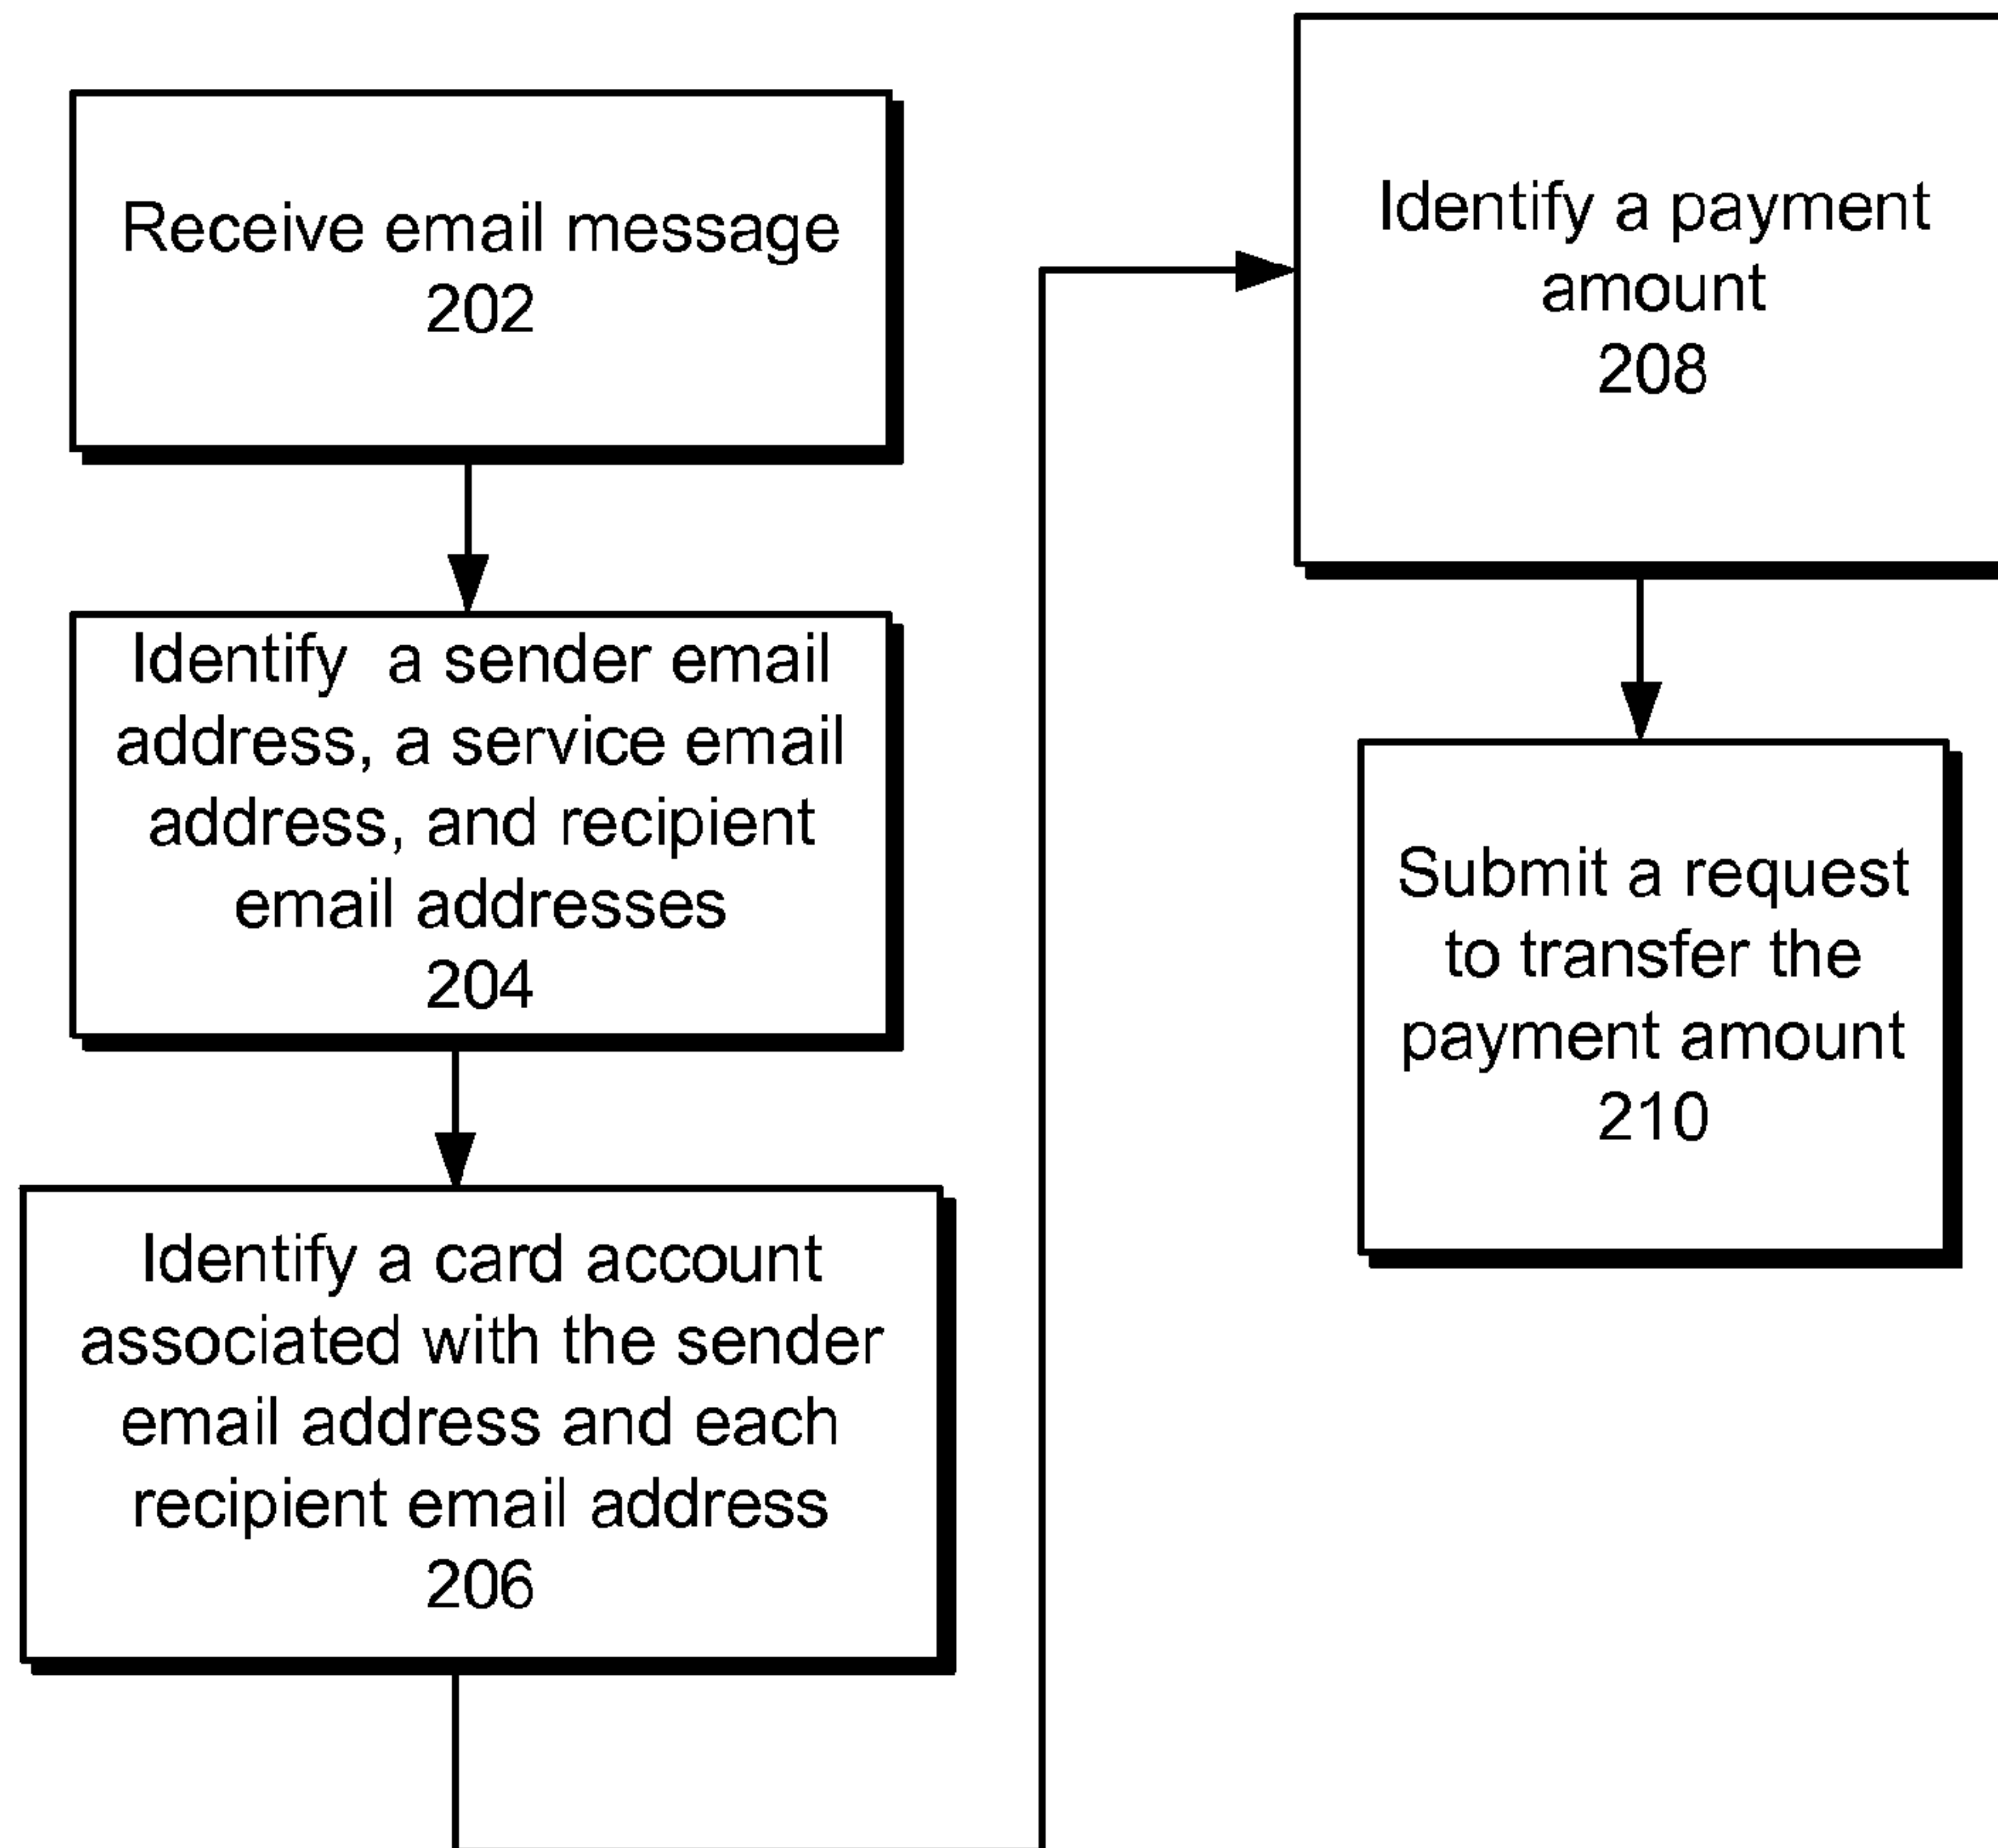 Receive email message
202
Identify a sender email
address, a service email
address, and recipient
email addresses
204
Identify a card account
associated with the sender
email address and each
recipient email address
206
Identify a payment
amount
208
Submit a request
to transfer the
payment amount
210